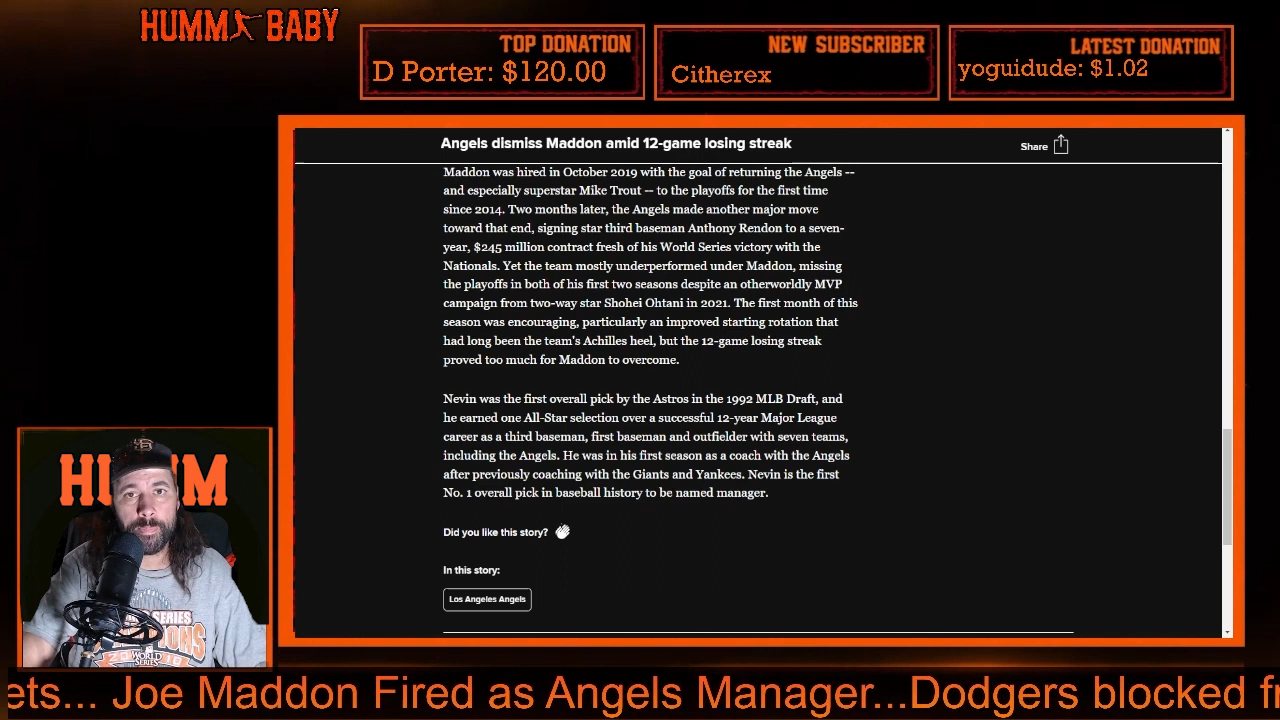 HUMM BABY
TOP DONATION
D Porter: $120.00
NEW SUBSCRIBER
Citherex
LATEST DONATION
yoguidude: $1.02
Angels dismiss Maddon amid 12-game losing streak
Share
Maddon was hired in October 2019 with the goal of returning the Angels --
and especially superstar Mike Trout -- to the playoffs for the first time
since 2014. Two months later, the Angels made another major move
toward that end, signing star third baseman Anthony Rendon to a seven-
year, $245 million contract fresh of his World Series victory with the
Nationals. Yet the team mostly underperformed under Maddon, missing
the playoffs in both of his first two seasons despite an otherworldly MVP
campaign from two-way star Shohei Ohtani in 2021. The first month of this
season was encouraging, particularly an improved starting rotation that
had long been the team's Achilles heel, but the 12-game losing streak
proved too much for Maddon to overcome.
Nevin was the first overall pick by the Astros in the 1992 MLB Draft, and
he earned one All-Star selection over a successful 12-year Major League
career as a third baseman, first baseman and outfielder with seven teams,
including the Angels. He was in his first season as a coach with the Angels
after previously coaching with the Giants and Yankees. Nevin is the first
No. 1 overall pick in baseball history to be named manager.
Did you like this story?
In this story:
Los Angeles Angels
WORLD
SERIES
ets... Joe Maddon Fired as Angels Manager...Dodgers blocked fr